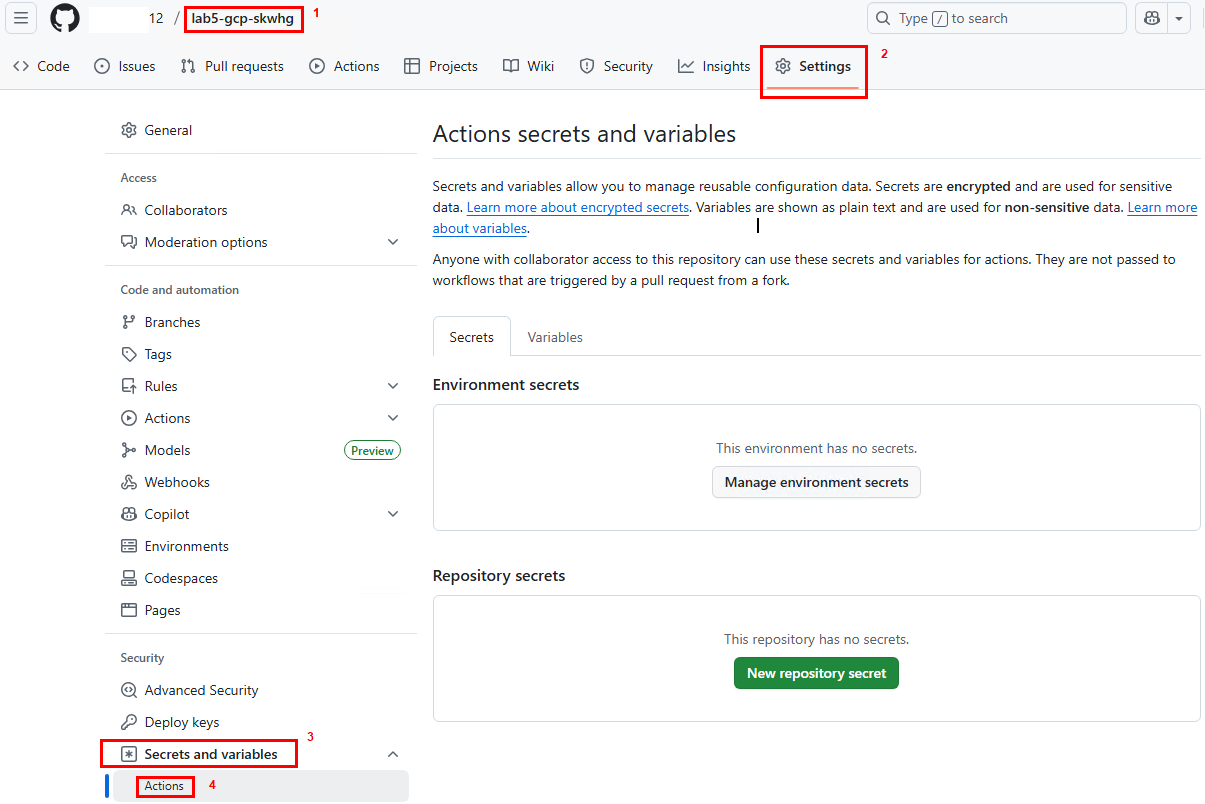 12 / lab5-gcp-skwhg 1
Type / to search
Code Issues Pull requests Actions Projects Wiki Security Insights Settings 2
General
Access
Collaborators
Moderation options
Code and automation
Branches
Tags
Rules
Actions
Models Preview
Webhooks
Copilot
Environments
Codespaces
Pages
Security
Advanced Security
Deploy keys
Secrets and variables 3
Actions 4
Actions secrets and variables
Secrets and variables allow you to manage reusable configuration data. Secrets are encrypted and are used for sensitive
data. Learn more about encrypted secrets. Variables are shown as plain text and are used for non-sensitive data. Learn more
about variables.
Anyone with collaborator access to this repository can use these secrets and variables for actions. They are not passed to
workflows that are triggered by a pull request from a fork.
Secrets Variables
Environment secrets
This environment has no secrets.
Manage environment secrets
Repository secrets
This repository has no secrets.
New repository secret